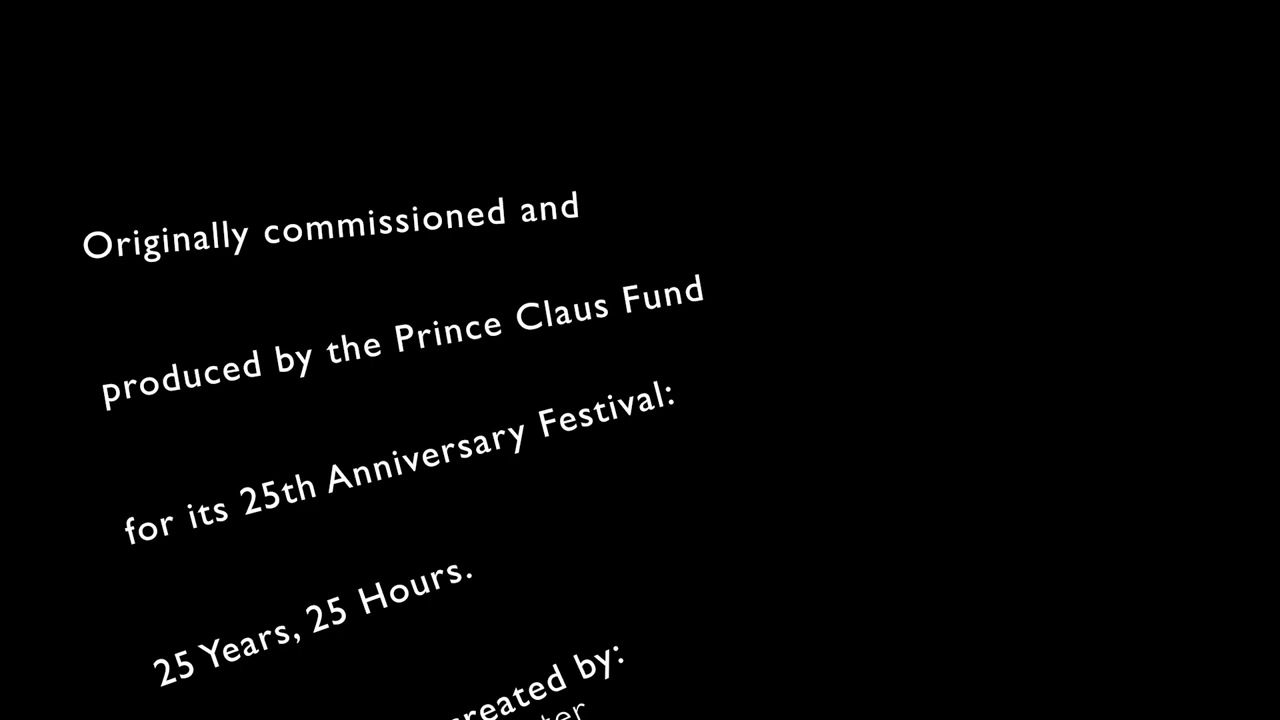 Originally commissioned and
produced by the Prince Claus Fund
for its 25th Anniversary Festival:
25 Years, 25 Hours.
by: